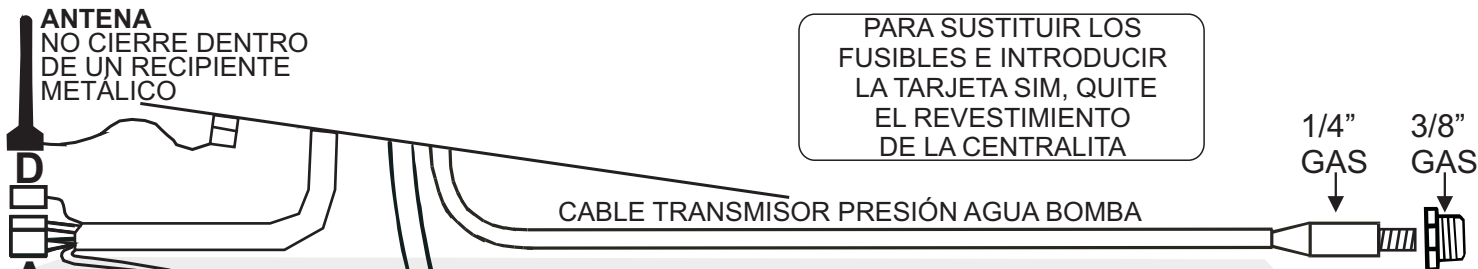 ANTENA
NO CIERRE DENTRO
DE UN RECIPIENTE
METÁLICO
PARA SUSTITUIR LOS
FUSIBLES E INTRODUCIR
LA TARJETA SIM, QUITE
EL REVESTIMIENTO
DE LA CENTRALITA
1/4”
GAS
3/8”
GAS
D
CABLE TRANSMISOR PRESIÓN AGUA BOMBA